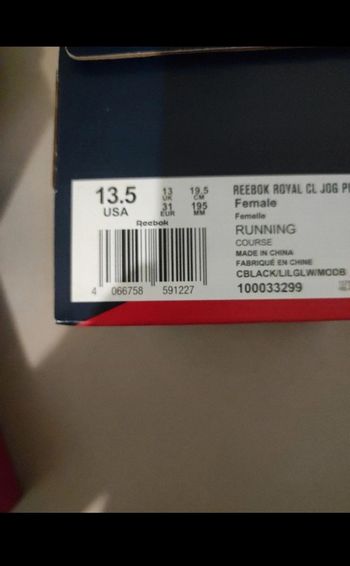 13.5
USA
13
UK
31
EUR
19.5
CM
195
MM
Reebok
4 066758 591227
REEBOK ROYAL CL JOG
Female
Femelle
RUNNING
COURSE
MADE IN CHINA
FABRIQUÉ EN CHINE
CBLACK/LILGLW/MODB
100033299